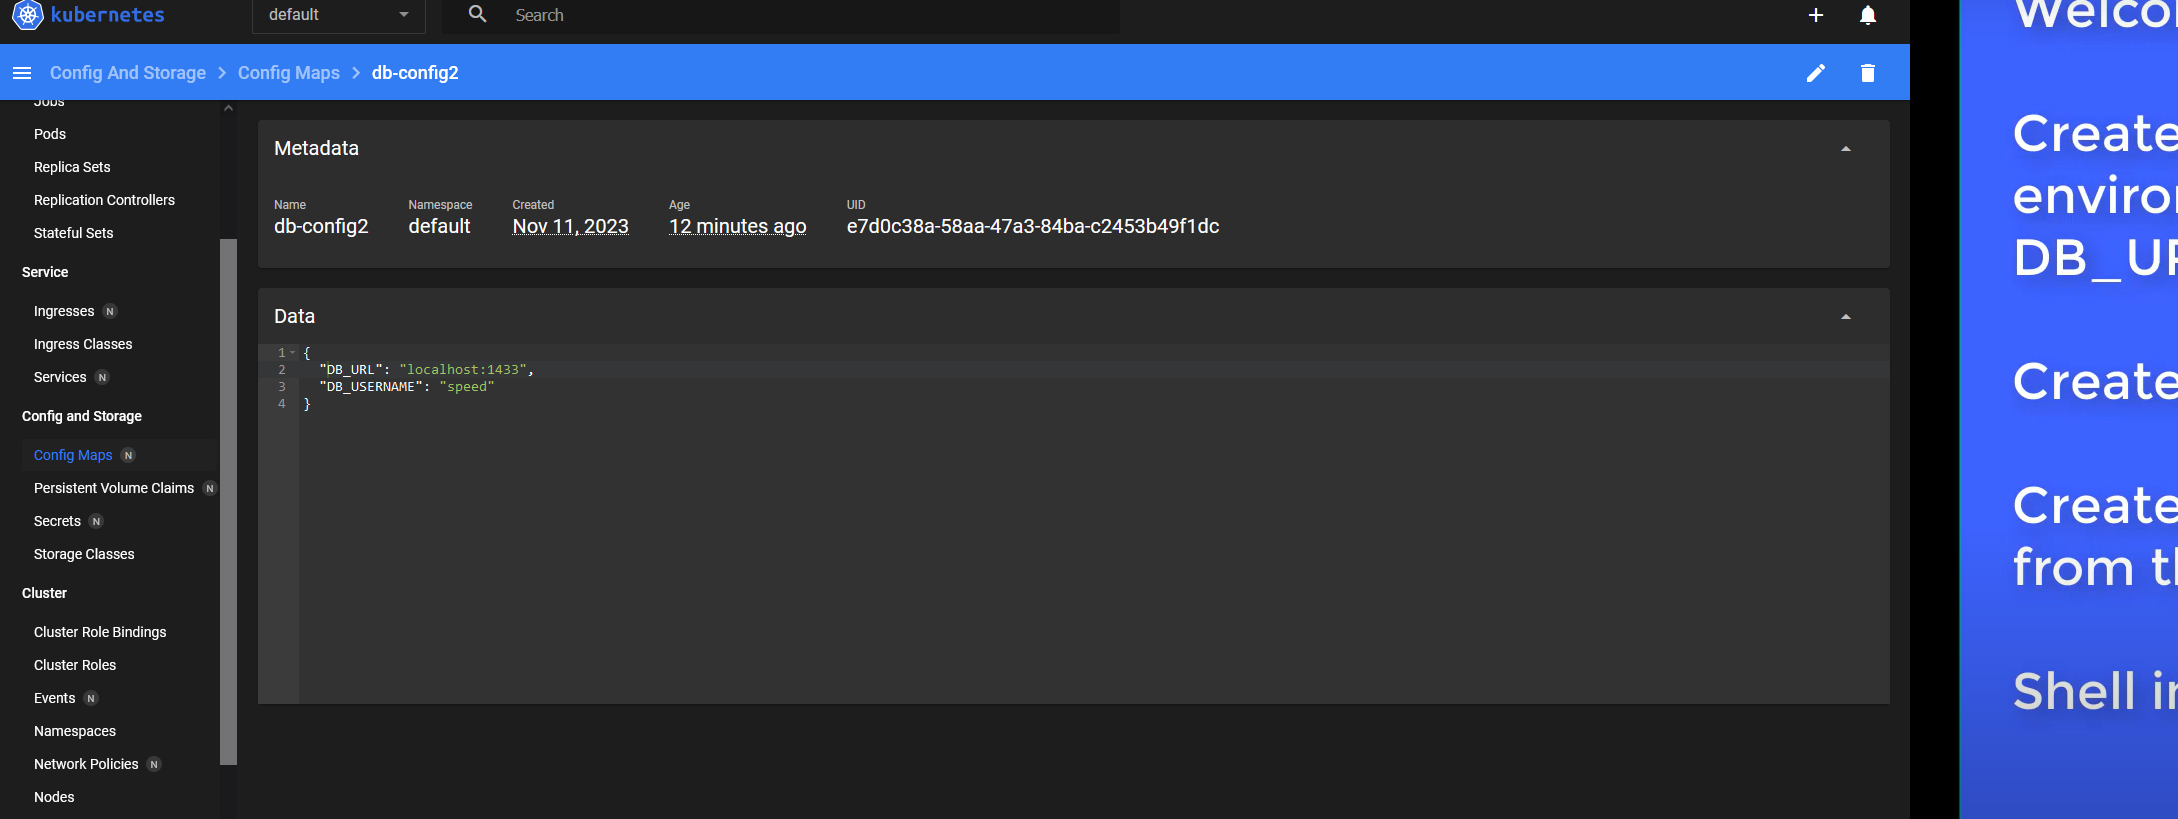 kubernetes
default
Search
Config And Storage > Config Maps > db-config2
Jobs
Pods
Replica Sets
Replication Controllers
Stateful Sets
Service
Ingresses N
Ingress Classes
Services N
Config and Storage
Config Maps N
Persistent Volume Claims N
Secrets N
Storage Classes
Cluster
Cluster Role Bindings
Cluster Roles
Events N
Namespaces
Network Policies N
Nodes
Metadata
Name
db-config2
Namespace
default
Created
Nov 11, 2023
Age
12 minutes ago
UID
e7d0c38a-58aa-47a3-84ba-c2453b49f1dc
Data
1 {
2 "DB_URL": "localhost:1433",
3 "DB_USERNAME": "speed"
4 }
Create
DB_U
Create
Create
from
Shell